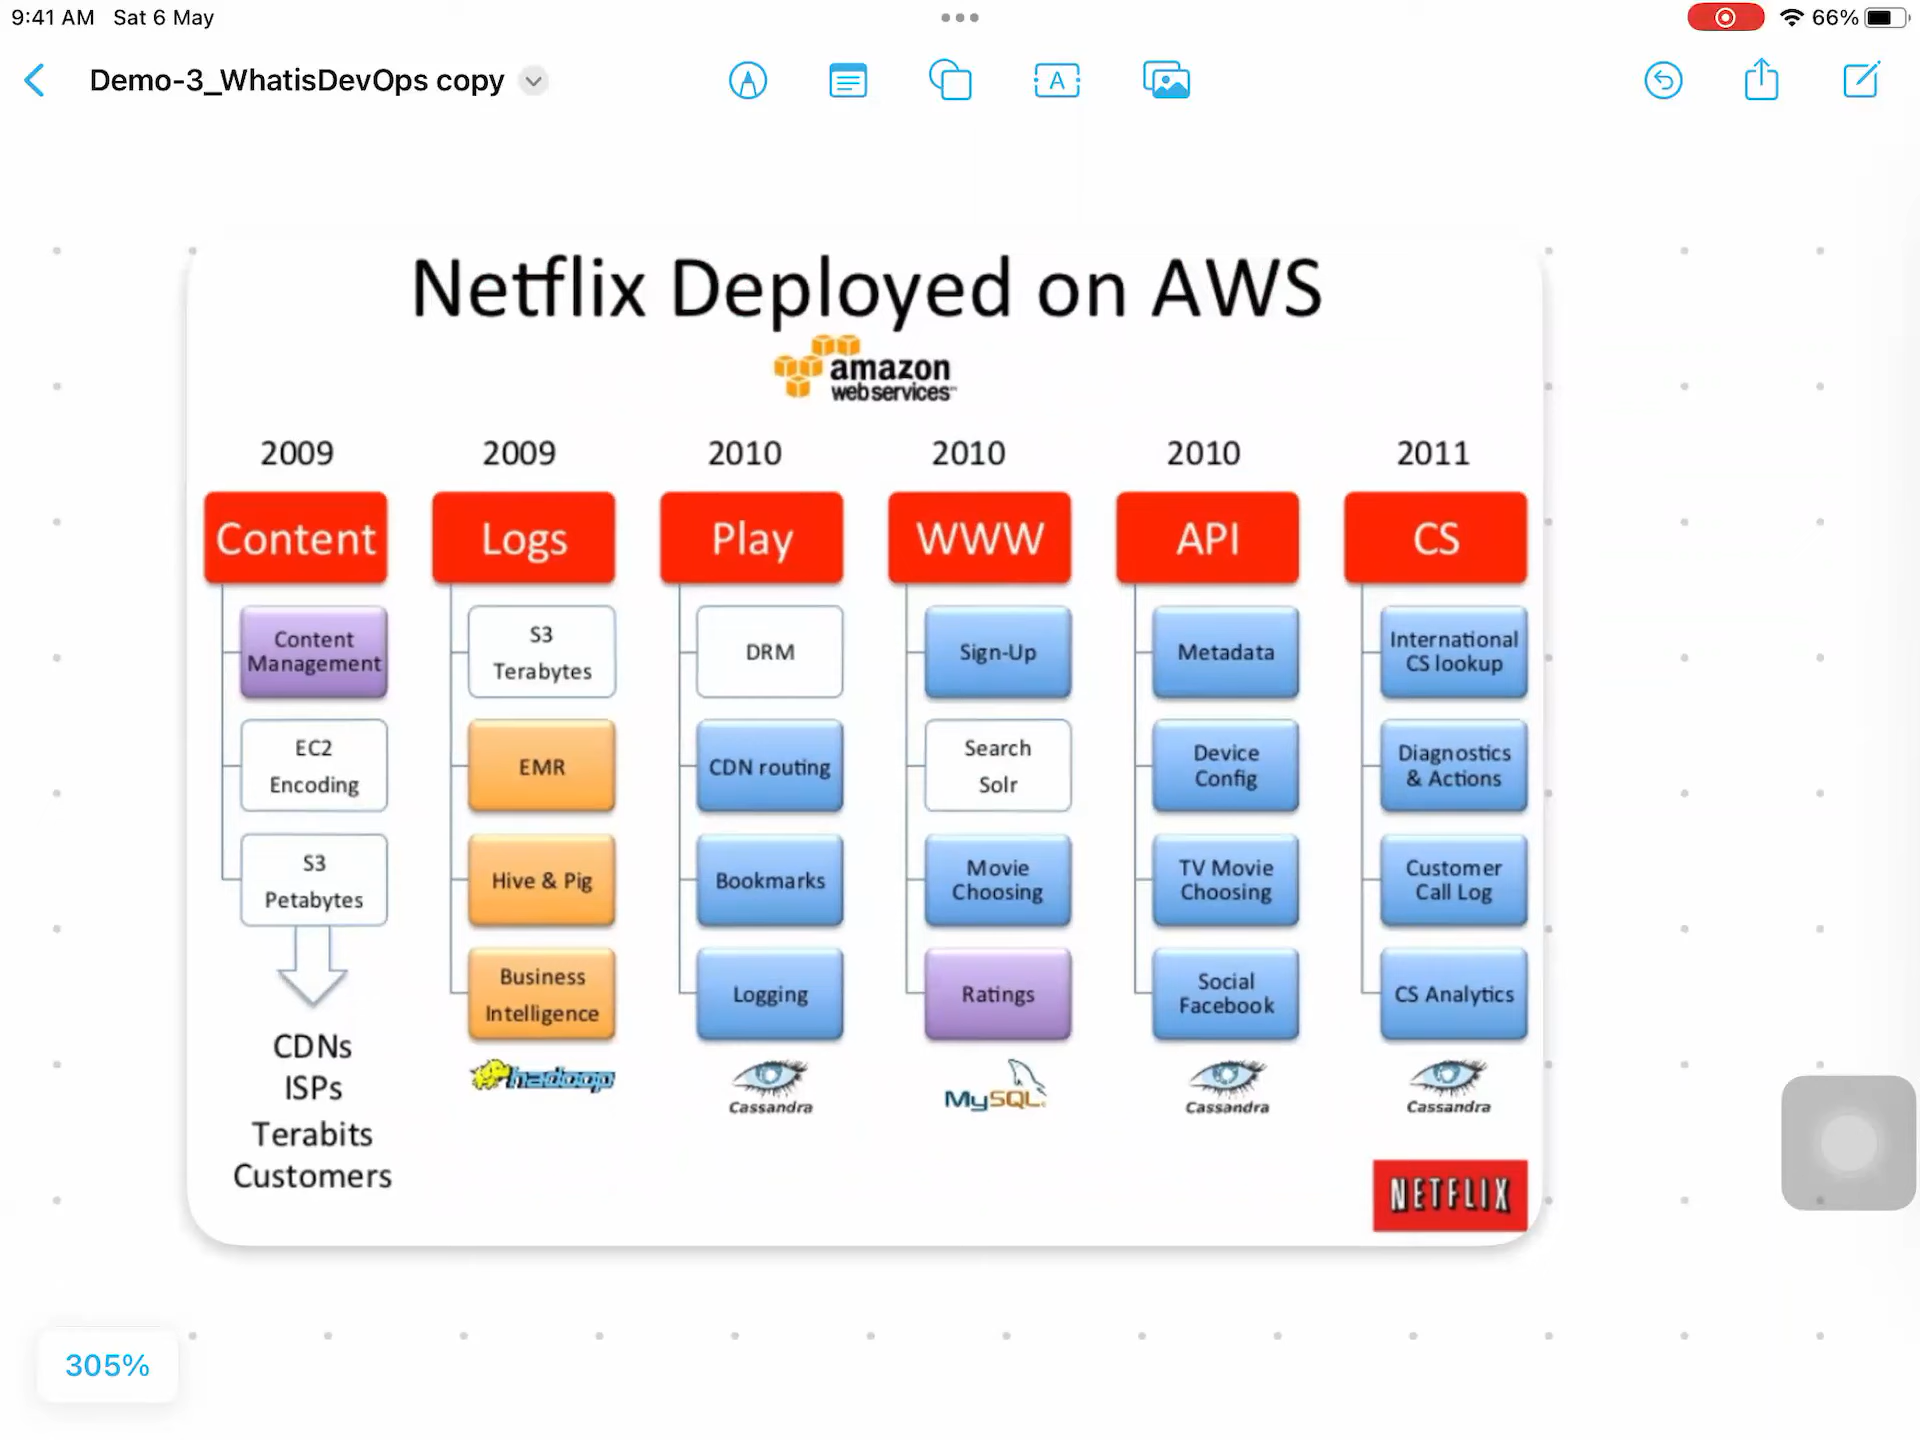 9:41 AM Sat 6 May
66%
Demo-3_WhatisDevOps copy
A
Netflix Deployed on AWS
amazon
webservices™
2009 2009 2010 2010 2010 2011
Content Logs Play WWW API CS
Content
Management
EC2
Encoding
S3
Petabytes
CDNs
ISPs
Terabits
Customers
S3
Terabytes
EMR
Hive & Pig
Business
Intelligence
hadoop
DRM
CDN routing
Bookmarks
Logging
Cassandra
Sign-Up
Search
Solr
Movie
Choosing
Ratings
MySQL
Metadata
Device
Config
TV Movie
Choosing
Social
Facebook
Cassandra
International
CS lookup
Diagnostics
& Actions
Customer
Call Log
CS Analytics
Cassandra
NETFLIX
305%